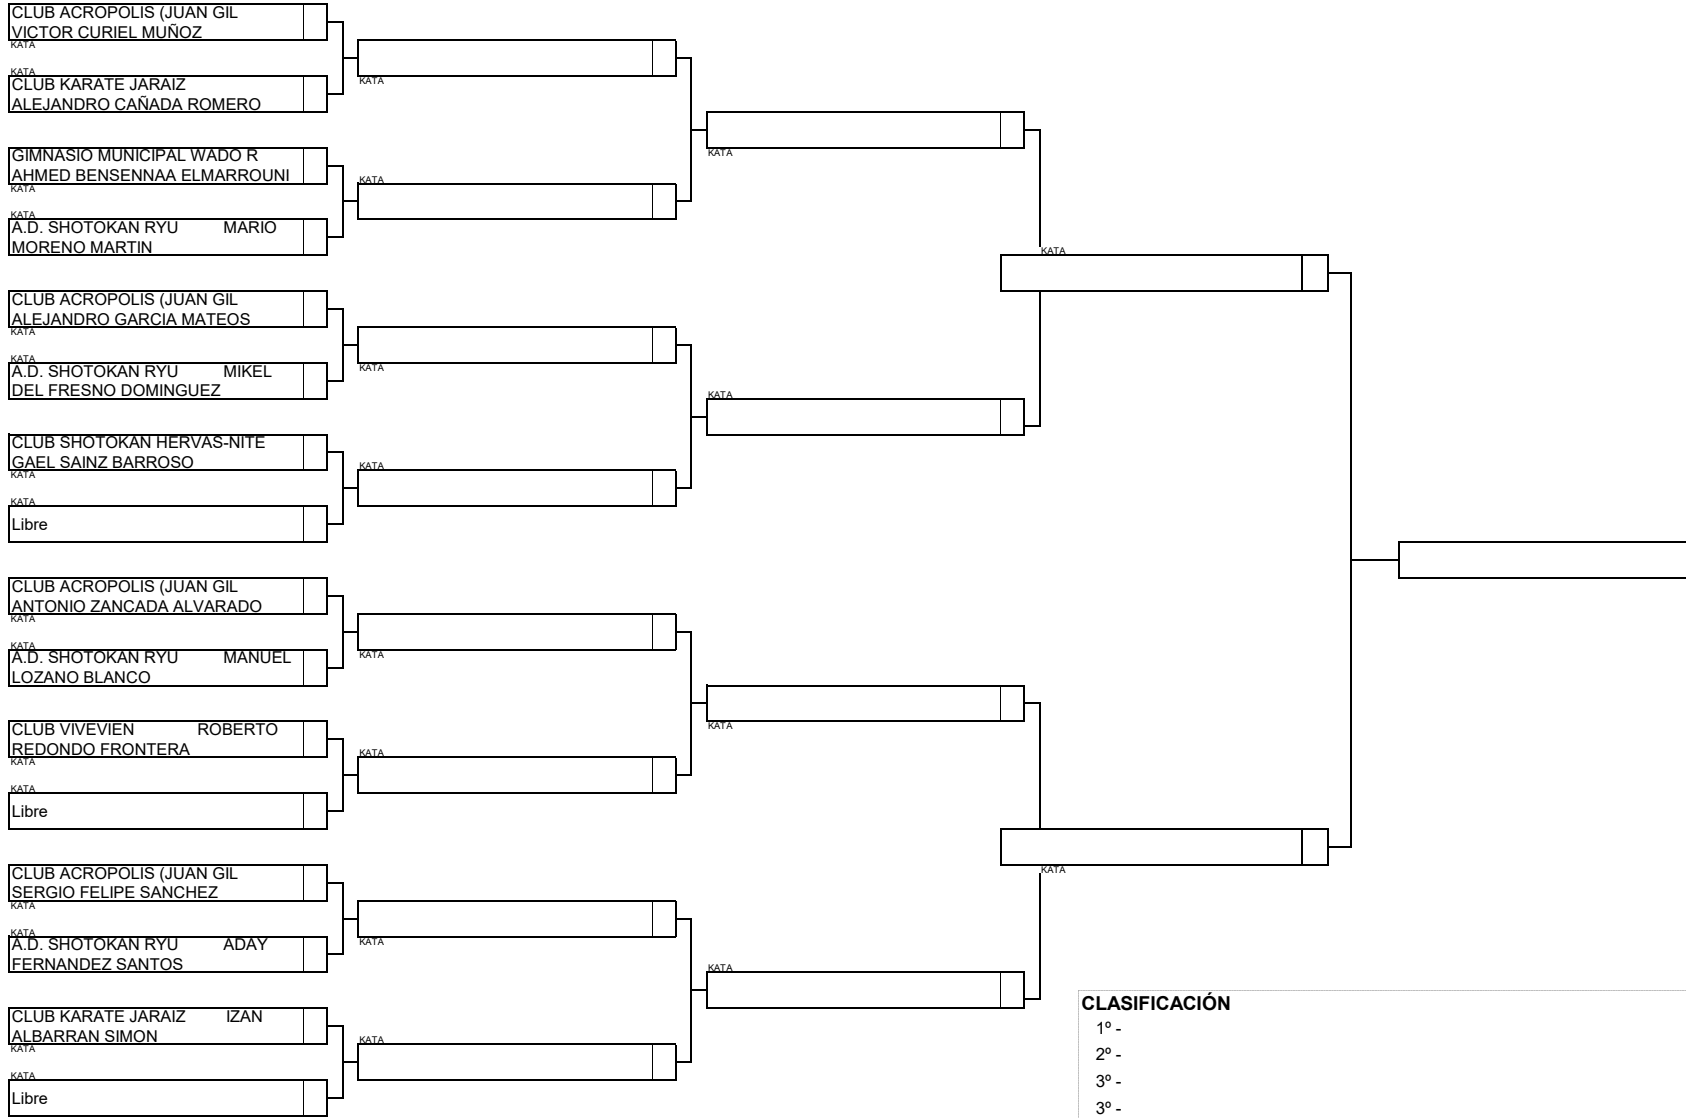 CLUB ACROPOLIS (JUAN GIL
VICTOR CURIEL MUÑOZ
KATA
KATA
CLUB KARATE JARAIZ
ALEJANDRO CAÑADA ROMERO
GIMNASIO MUNICIPAL WADO R
AHMED BENSENNAA ELMARROUNI
KATA
KATA
A.D. SHOTOKAN RYU MARIO
MORENO MARTIN
CLUB ACROPOLIS (JUAN GIL
ALEJANDRO GARCIA MATEOS
KATA
KATA
A.D. SHOTOKAN RYU MIKEL
DEL FRESNO DOMINGUEZ
CLUB SHOTOKAN HERVAS-NITE
GAEL SAINZ BARROSO
KATA
KATA
Libre
CLUB ACROPOLIS (JUAN GIL
ANTONIO ZANCADA ALVARADO
KATA
KATA
A.D. SHOTOKAN RYU MANUEL
LOZANO BLANCO
CLUB VIVEVIEN ROBERTO
REDONDO FRONTERA
KATA
KATA
Libre
CLUB ACROPOLIS (JUAN GIL
SERGIO FELIPE SANCHEZ
KATA
KATA
A.D. SHOTOKAN RYU ADAY
FERNANDEZ SANTOS
CLUB KARATE JARAIZ IZAN
ALBARRAN SIMON
KATA
KATA
Libre
KATA
KATA
KATA
KATA
KATA
KATA
KATA
KATA
KATA
KATA
KATA
KATA
KATA
KATA
CLASIFICACIÓN
1º -
2º -
3º -
3º -